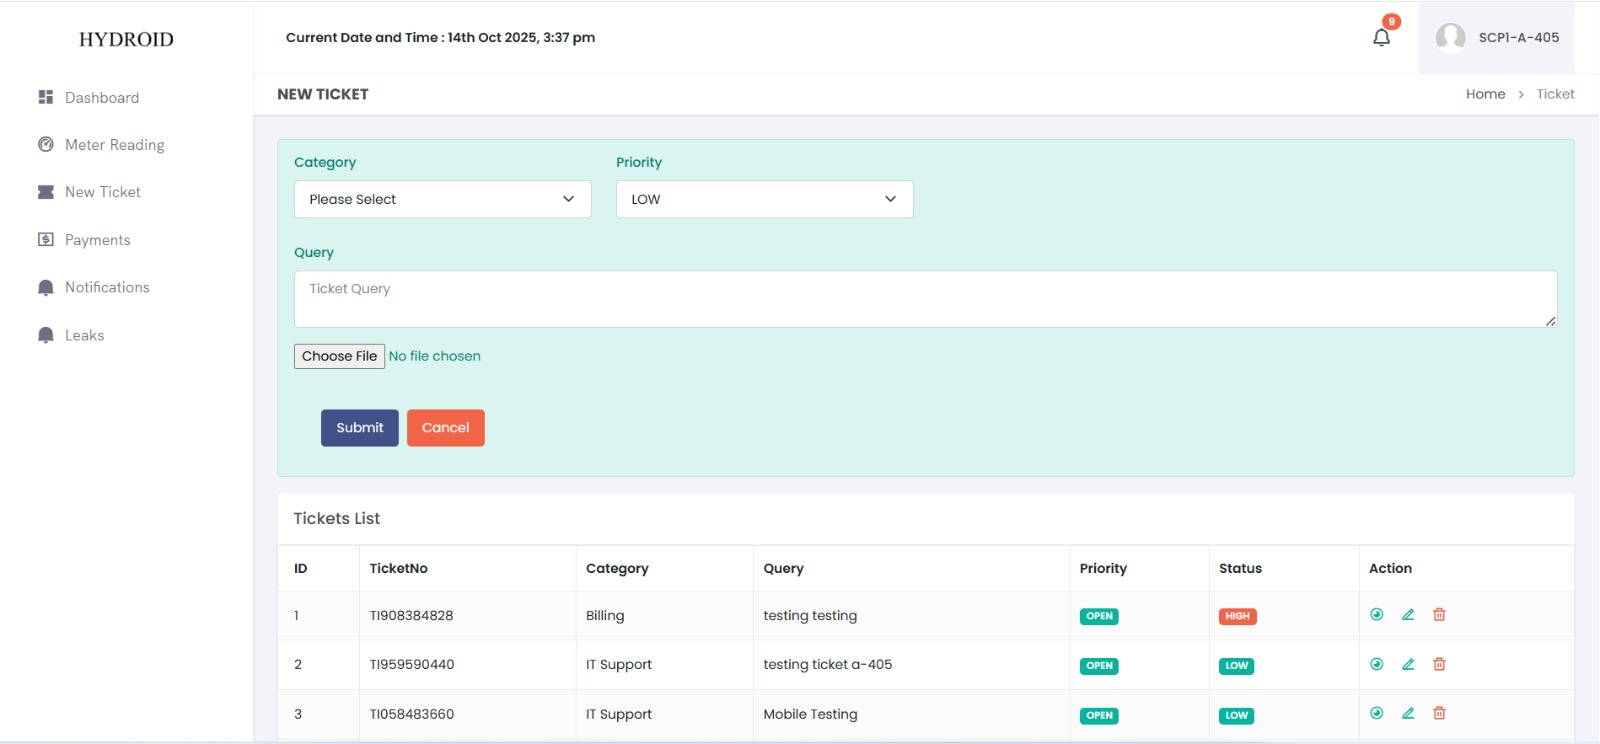 HYDROID
Current Date and Time : 14th Oct 2025, 3:37 pm
9
SCP1-A-405
NEW TICKET
Home > Ticket
Dashboard
Meter Reading
New Ticket
Payments
Notifications
Leaks
Category
Priority
Please Select
LOW
Query
Ticket Query
Choose File No file chosen
Submit
Cancel
Tickets List
ID TicketNo Category Query Priority Status Action
1 TI908384828 Billing testing testing OPEN HIGH
2 TI959590440 IT Support testing ticket a-405 OPEN LOW
3 TI058483660 IT Support Mobile Testing OPEN LOW